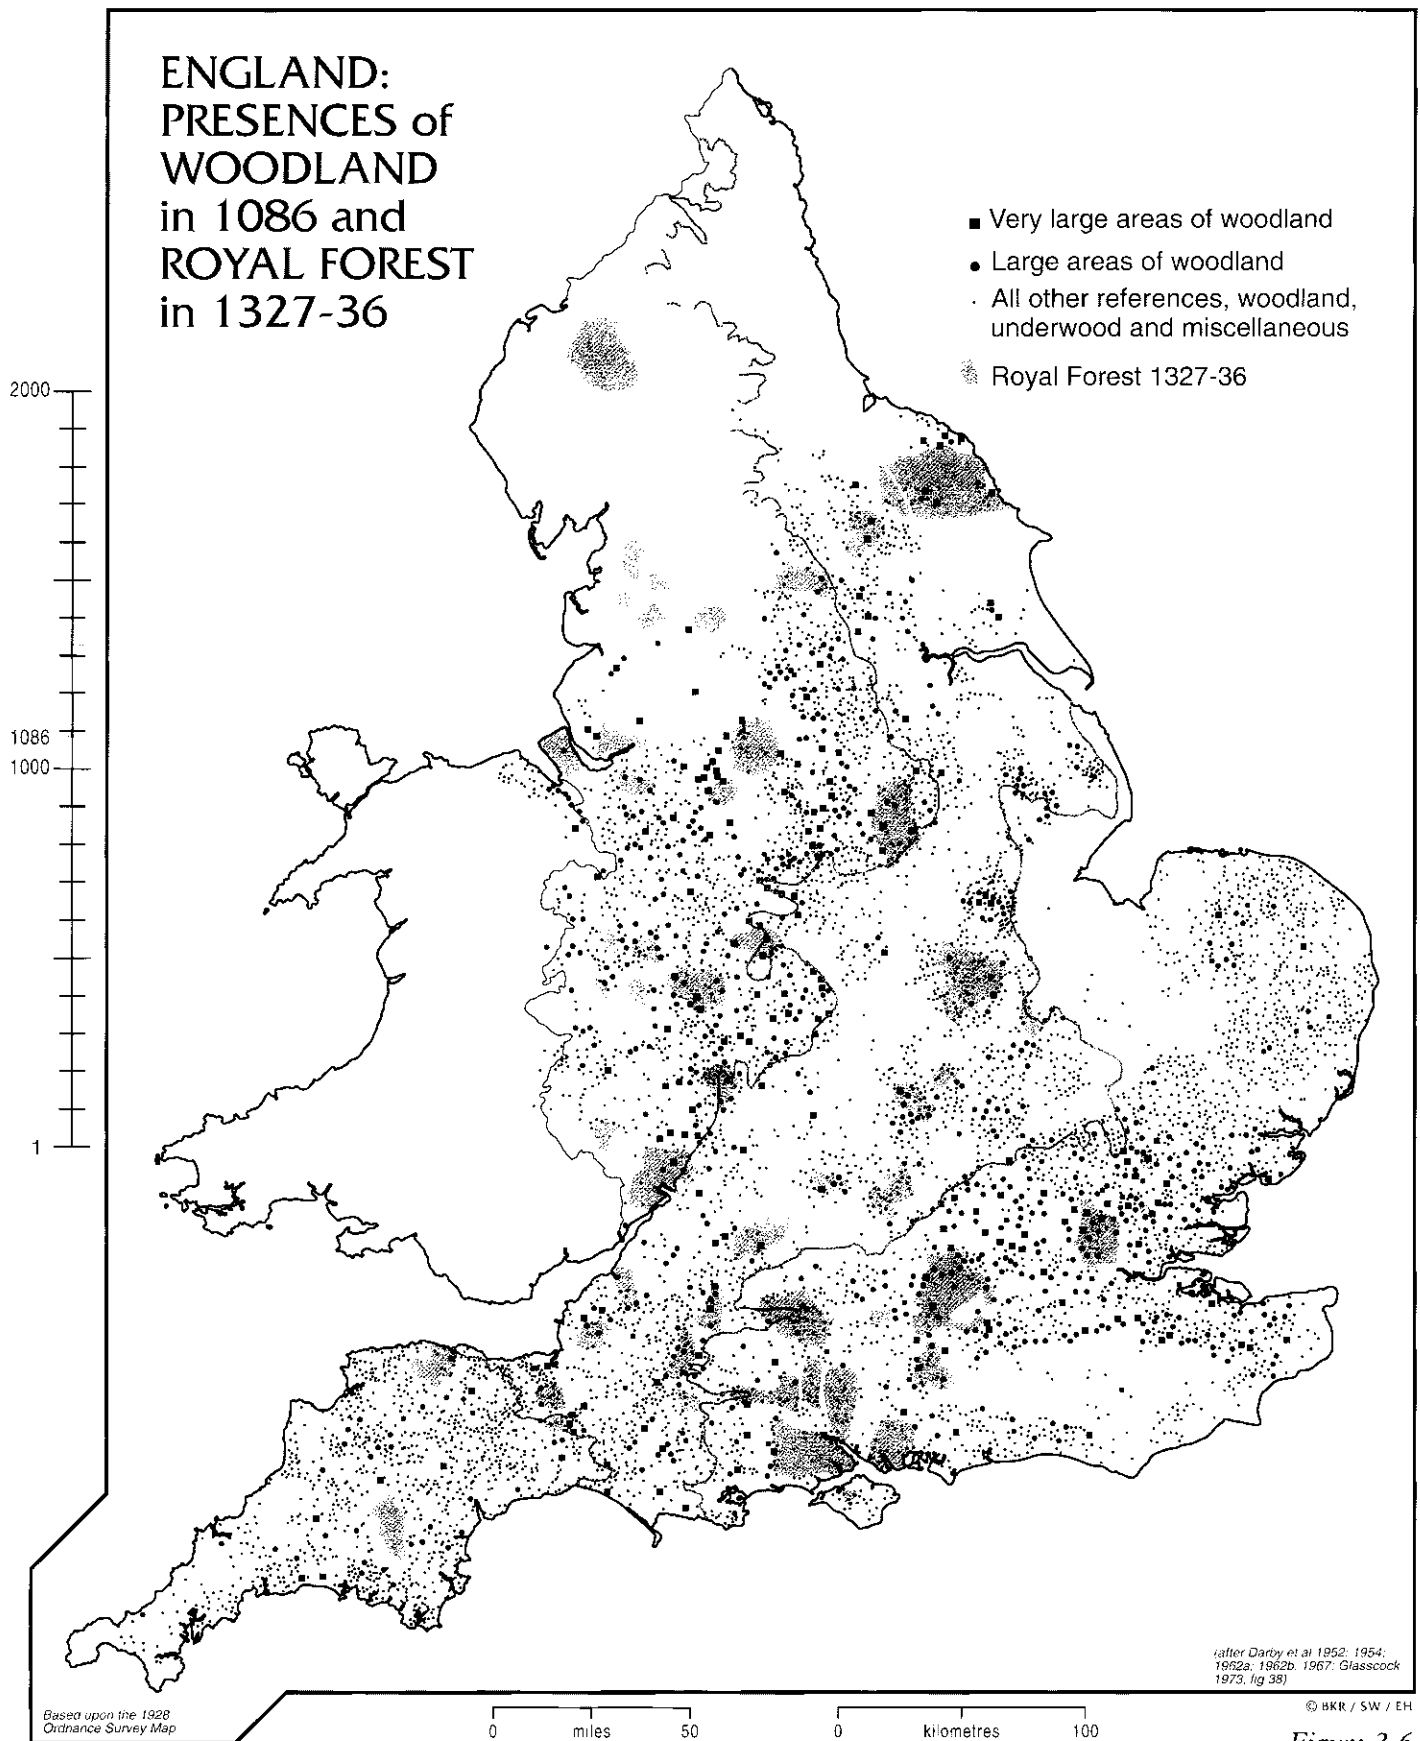 ENGLAND:
PRESENCES of
WOODLAND
in 1086 and
ROYAL FOREST
in 1327-36
Very large areas of woodland
Large areas of woodland
All other references, woodland,
underwood and miscellaneous
Royal Forest 1327-36
2000
1086
1000
1
(after Darby et al 1952; 1954;
1962a; 1962b; 1967; Glasscock
1973, fig 38)
Based upon the 1928
Ordnance Survey Map
0 miles 50
0 kilometres 100
© BKR / SW / EH